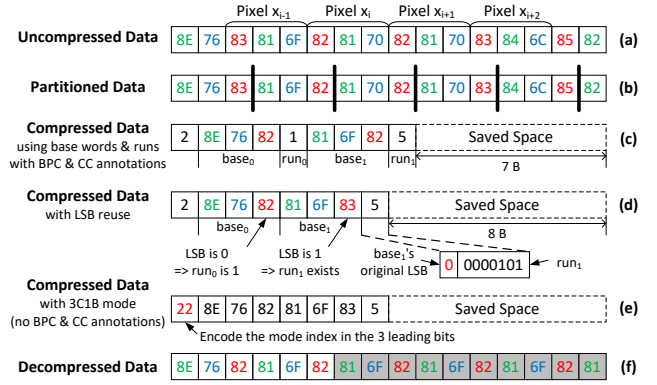 Pixel xi-1 Pixel xi Pixel xi+1 Pixel xi+2
Uncompressed Data 8E 76 83 81 6F 82 81 70 82 81 70 83 84 6C 85 82 (a)
Partitioned Data 8E 76 83 81 6F 82 81 70 82 81 70 83 84 6C 85 82 (b)
Compressed Data
using base words & runs
with BPC & CC annotations
2 8E 76 82 1 81 6F 82 5 Saved Space (c)
base0 run0 base1 run1 7 B
Compressed Data
with LSB reuse
2 8E 76 82 81 6F 83 5 Saved Space (d)
base0 base1 8 B
LSB is 0
=> run0 is 1
LSB is 1
=> run1 exists
base1's
original LSB
0 0000101 run1
Compressed Data
with 3C1B mode
(no BPC & CC annotations)
22 8E 76 82 81 6F 83 5 Saved Space (e)
Encode the mode index in the 3 leading bits
Decompressed Data 8E 76 82 81 6F 82 81 6F 82 81 6F 82 81 6F 82 81 (f)